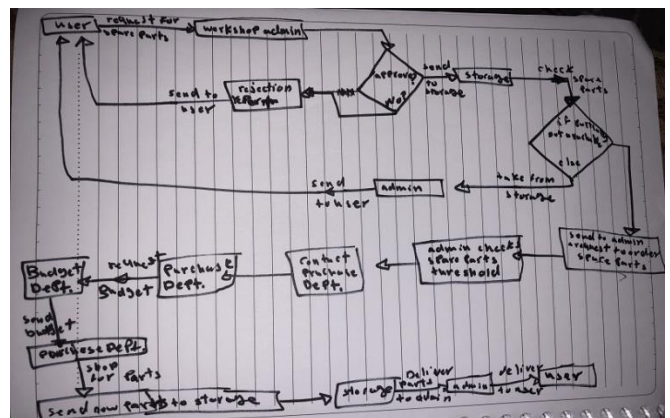 user
request for
spare parts
workshop admin
approve?
NO?
send
to
storage
storage
check
spare
parts
rejection
send to
user
if
not available
else
take from
storage
admin
send
to user
send to admin
request to order
spare parts
admin checks
spare parts
threshold
contact
purchase
Dept.
purchase
Dept.
request
Budget
Budget
Dept.
send
budget
purchase Dept.
shop
for parts
send new parts to storage
storage
Deliver
parts
to admin
admin
deliver
to user
user